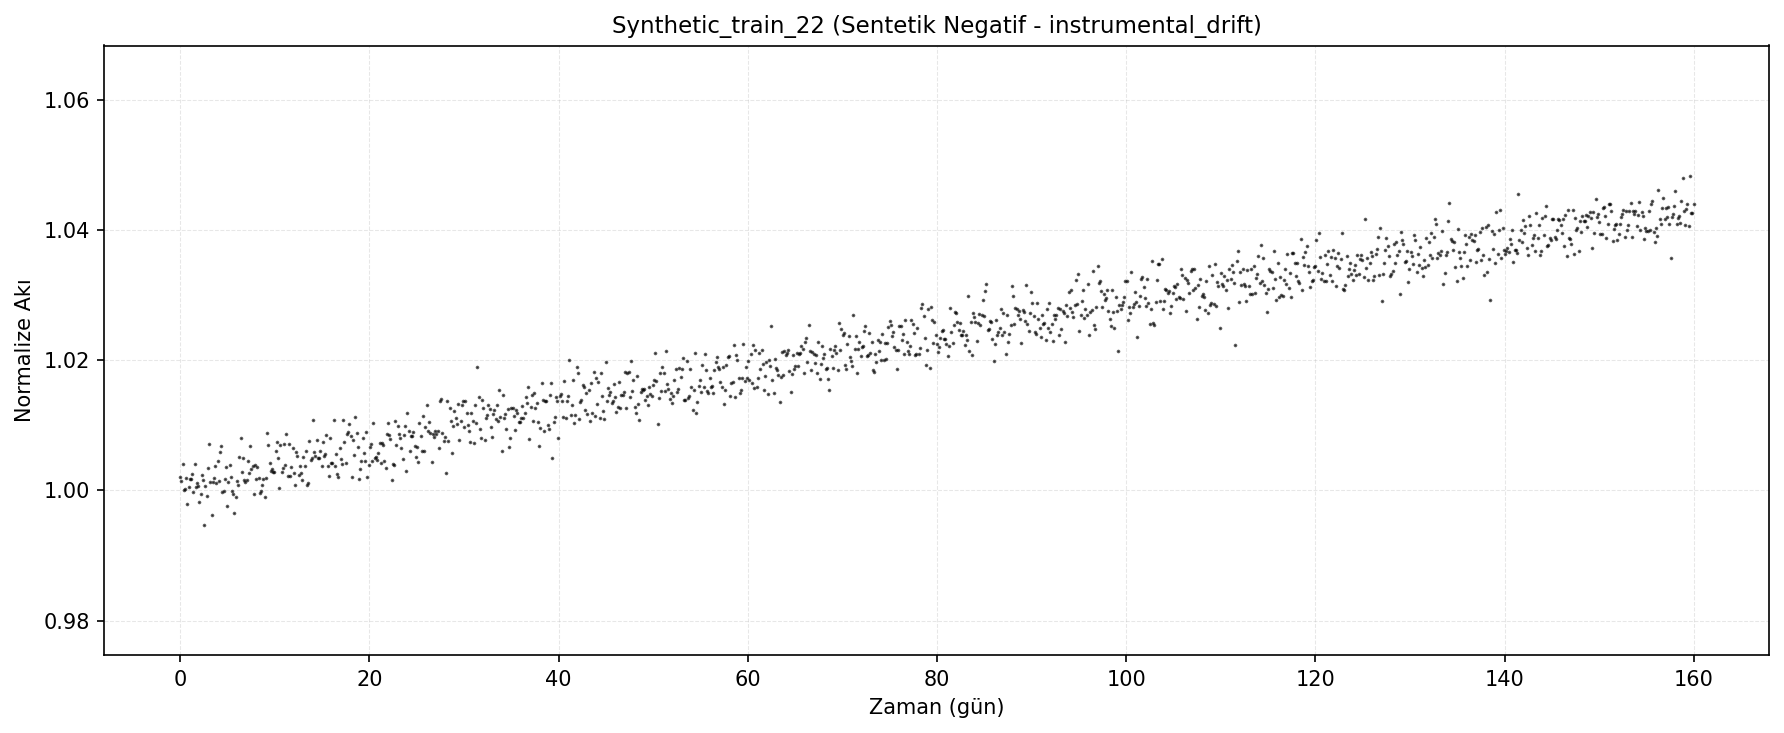 Synthetic_train_22 (Sentetik Negatif - instrumental_drift)
Normalize Akı
1.06
1.04
1.02
1.00
0.98
0 20 40 60 80 100 120 140 160
Zaman (gün)